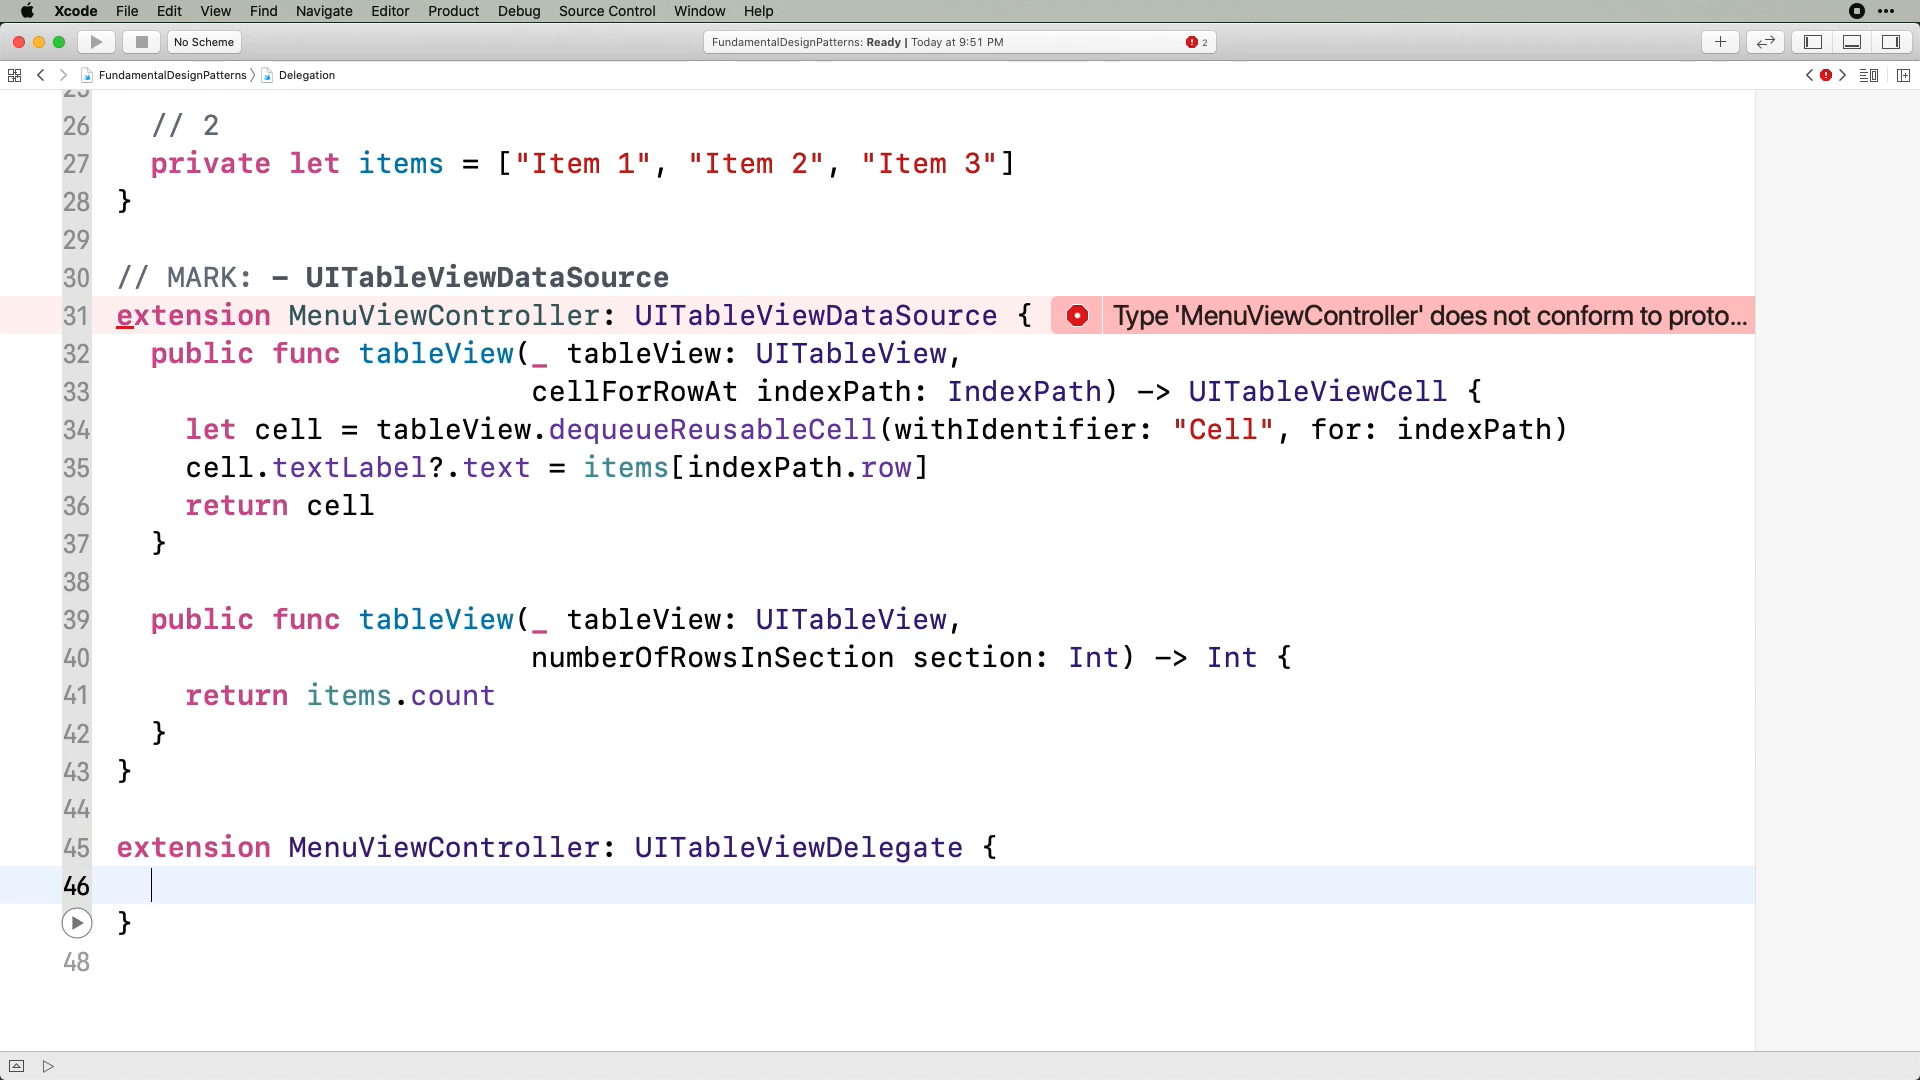 Xcode File Edit View Find Navigate Editor Product Debug Source Control Window Help
No Scheme
FundamentalDesignPatterns: Ready | Today at 9:51 PM
2
FundamentalDesignPatterns
Delegation
25
26 // 2
27 private let items = ["Item 1", "Item 2", "Item 3"]
28 }
29
30 // MARK: - UITableViewDataSource
31 extension MenuViewController: UITableViewDataSource { Type 'MenuViewController' does not conform to proto...
32 public func tableView(_ tableView: UITableView,
33 cellForRowAt indexPath: IndexPath) -> UITableViewCell {
34 let cell = tableView.dequeueReusableCell(withIdentifier: "Cell", for: indexPath)
35 cell.textLabel?.text = items[indexPath.row]
36 return cell
37 }
38
39 public func tableView(_ tableView: UITableView,
40 numberOfRowsInSection section: Int) -> Int {
41 return items.count
42 }
43 }
44
45 extension MenuViewController: UITableViewDelegate {
46
}
48